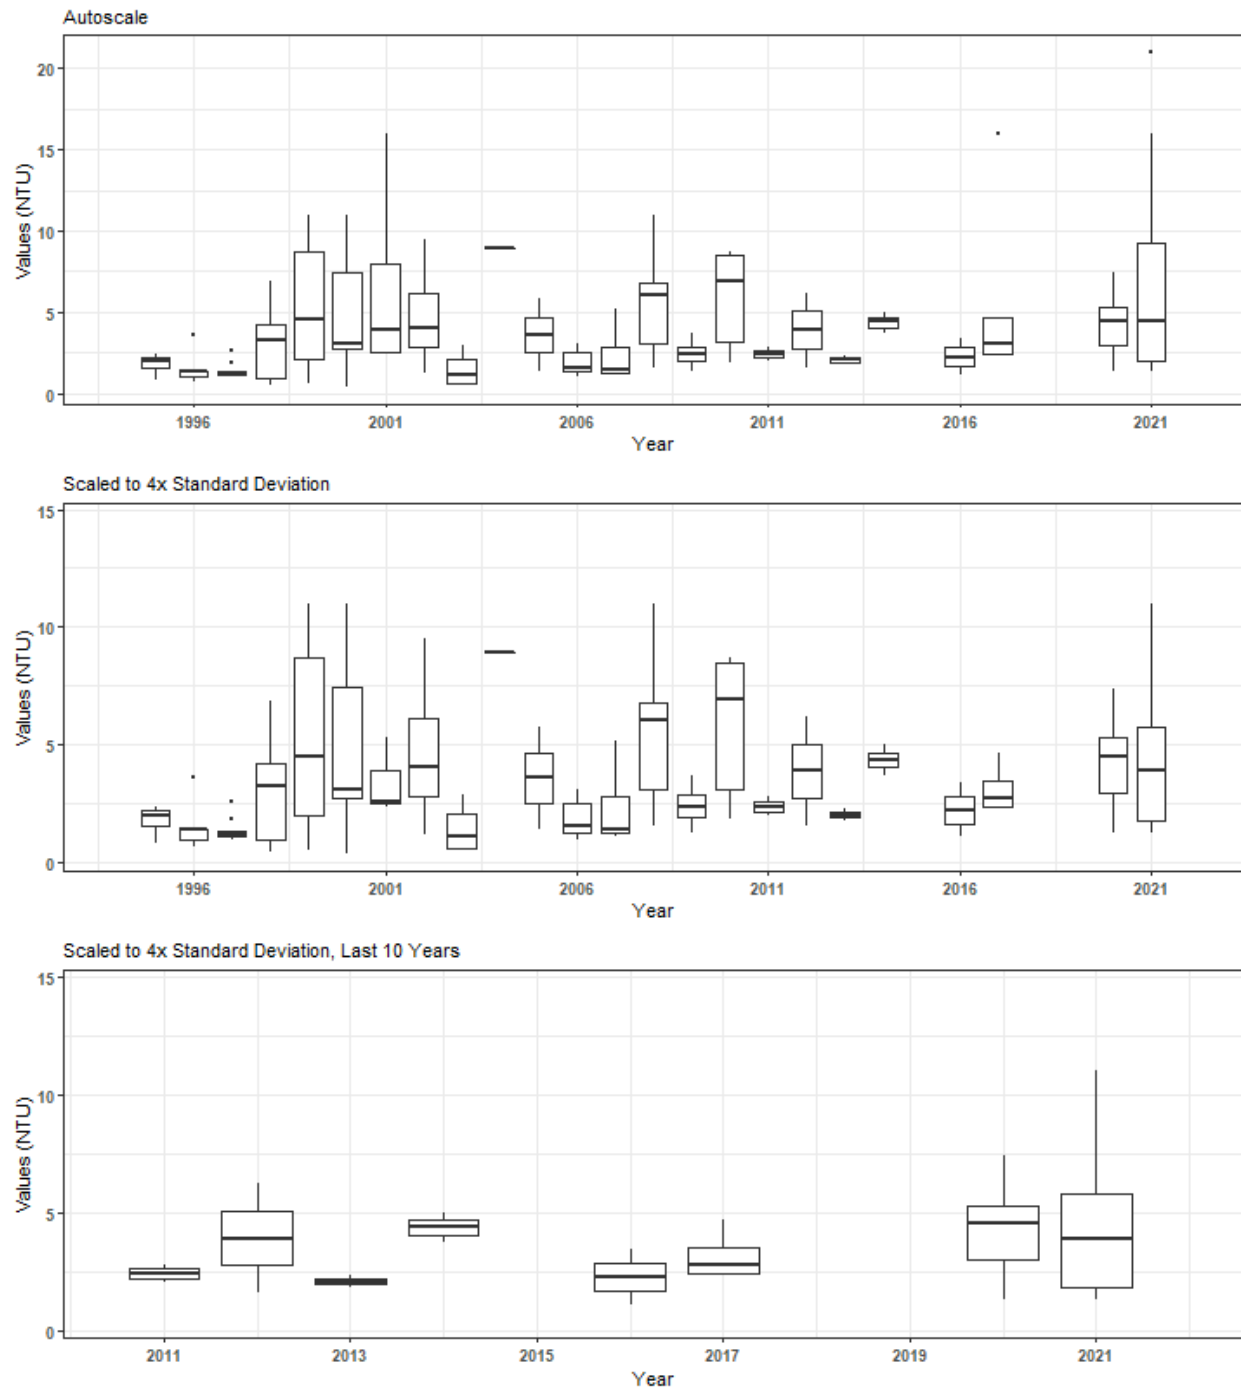 Autoscale
20
15
10
5
0
Values (NTU)
1996 2001 2006 2011 2016 2021
Year
Scaled to 4x Standard Deviation
15
10
5
0
Values (NTU)
1996 2001 2006 2011 2016 2021
Year
Scaled to 4x Standard Deviation, Last 10 Years
15
10
5
0
Values (NTU)
2011 2013 2015 2017 2019 2021
Year